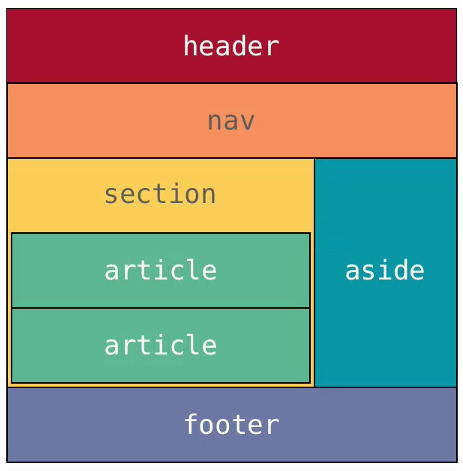 header
nav
section
article
article
aside
footer